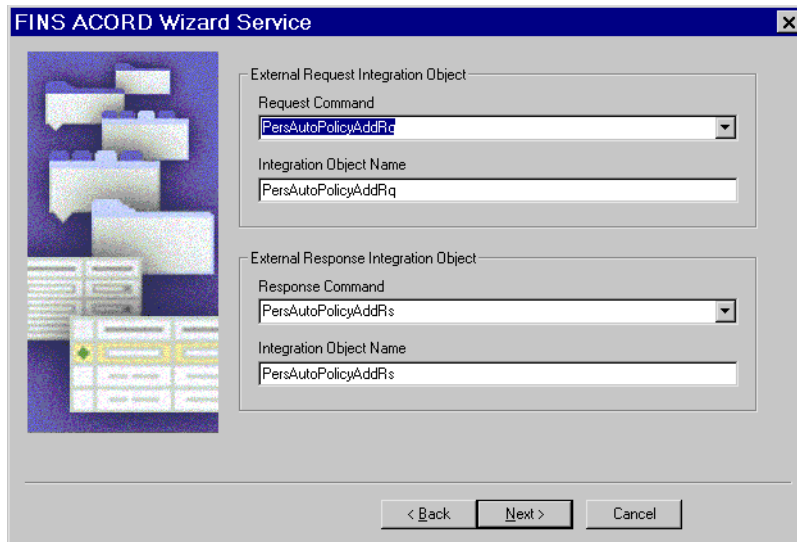 FINS ACORD Wizard Service
External Request Integration Object
Request Command
PersAutoPolicyAddRq
Integration Object Name
PersAutoPolicyAddRq
External Response Integration Object
Response Command
PersAutoPolicyAddRs
Integration Object Name
PersAutoPolicyAddRs
< Back
Next >
Cancel